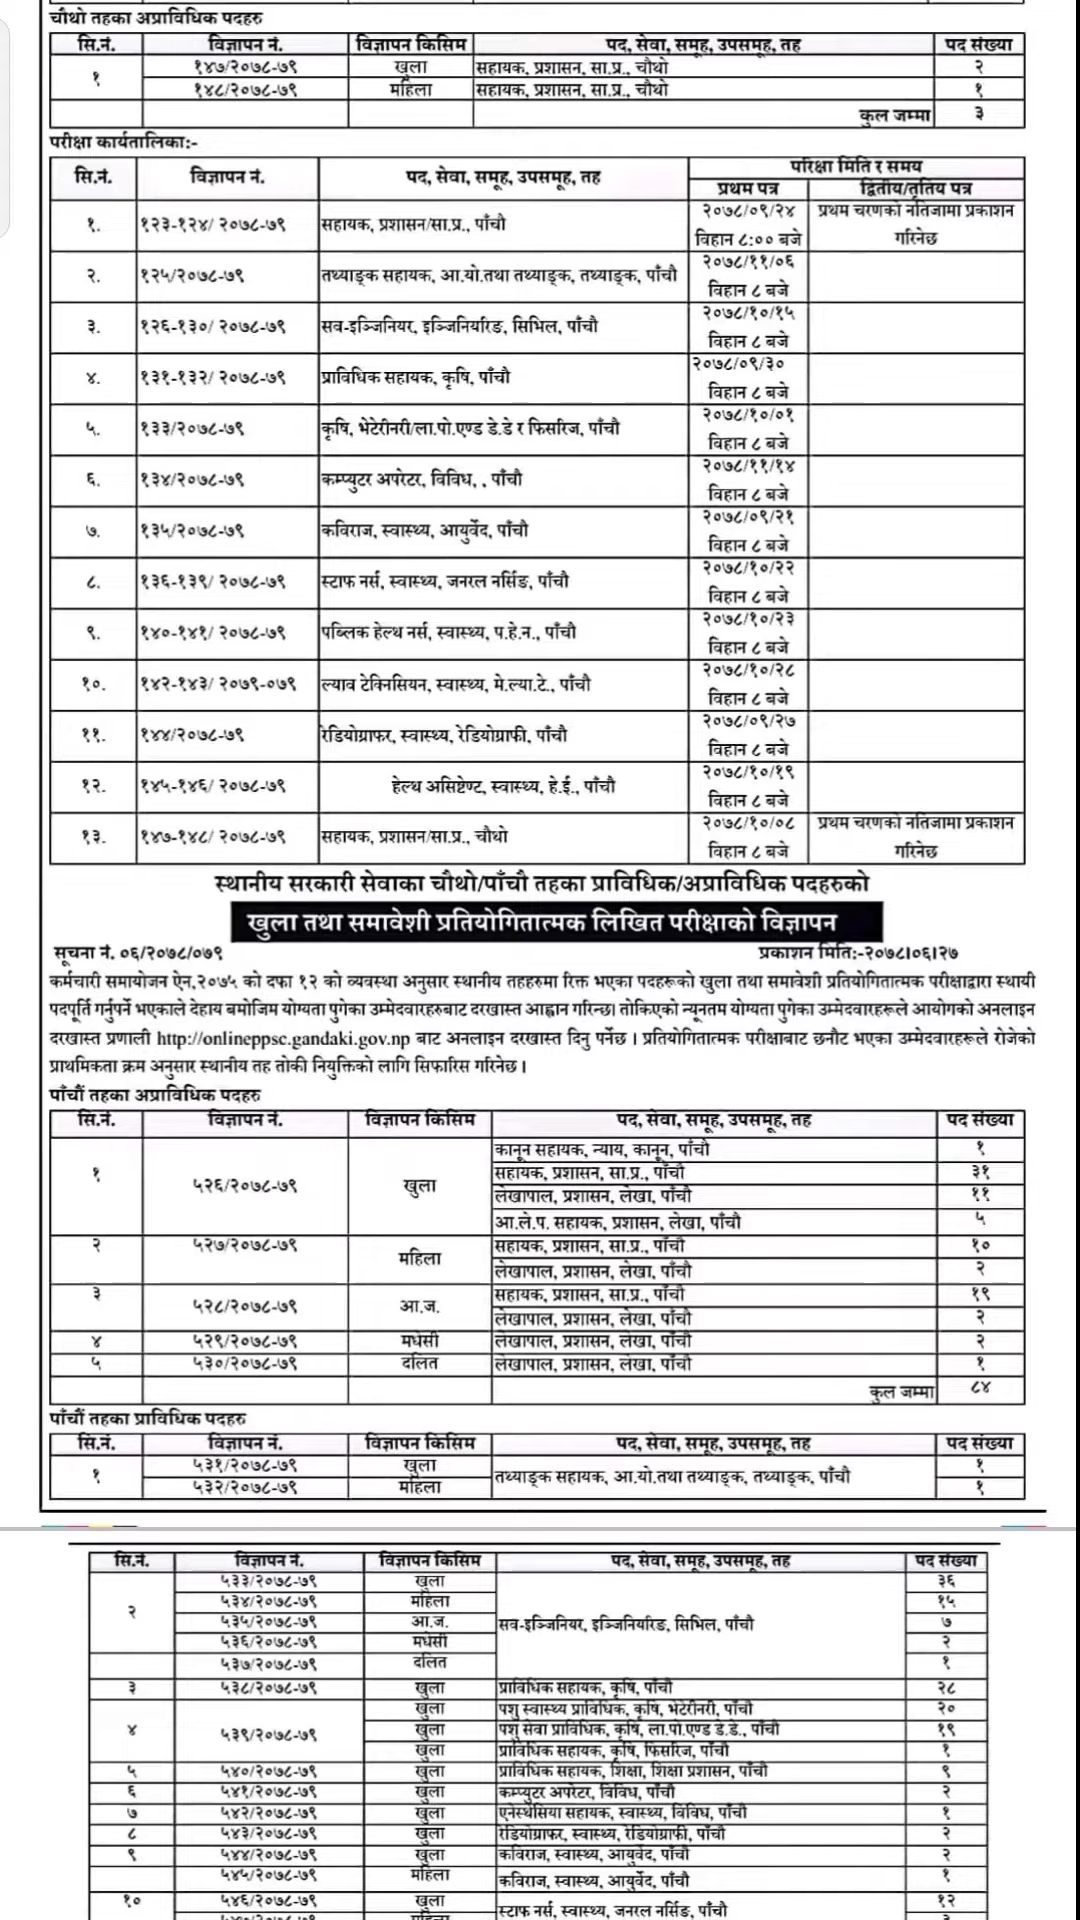 चौथो तहका अप्राविधिक पदहरु
सि.नं. विज्ञापन नं. विज्ञापन किसिम पद, सेवा, समूह, उपसमूह, तह पद संख्या
१ १४७/२०७८-७९ खुला सहायक, प्रशासन, सा.प्र., चौथो २
१४८/२०७८-७९ महिला सहायक, प्रशासन, सा.प्र., चौथो १
कुल जम्मा ३
परीक्षा कार्यतालिका:-
सि.नं. विज्ञापन नं. पद, सेवा, समूह, उपसमूह, तह परिक्षा मिति र समय
प्रथम पत्र द्वितीय/तृतिय पत्र
१. १२३-१२४/ २०७८-७९ सहायक, प्रशासन/सा.प्र., पाँचौ २०७८/०९/२४ प्रथम चरणको नतिजामा प्रकाशन
विहान ८:०० बजे गरिनेछ
२. १२५/२०७८-७९ तथ्याङ्क सहायक, आ.यो.तथा तथ्याङ्क, तथ्याङ्क, पाँचौ २०७८/११/०६
विहान ८ बजे
३. १२६-१३०/ २०७८-७९ सव-इञ्जिनियर, इञ्जिनियरिङ, सिभिल, पाँचौ २०७८/१०/१५
विहान ८ बजे
४. १३१-१३२/ २०७८-७९ प्राविधिक सहायक, कृषि, पाँचौ २०७८/०९/३०
विहान ८ बजे
५. १३३/२०७८-७९ कृषि, भेटेरीनरी/ला.पो.एण्ड डे.डे र फिसरिज, पाँचौ २०७८/१०/०१
विहान ८ बजे
६. १३४/२०७८-७९ कम्प्युटर अपरेटर, विविध, , पाँचौ २०७८/११/१४
विहान ८ बजे
७. १३५/२०७८-७९ कविराज, स्वास्थ्य, आयुर्वेद, पाँचौ २०७८/०९/२१
विहान ८ बजे
८. १३६-१३९/ २०७८-७९ स्टाफ नर्स, स्वास्थ्य, जनरल नर्सिङ, पाँचौ २०७८/१०/२२
विहान ८ बजे
९. १४०-१४१/ २०७८-७९ पब्लिक हेल्थ नर्स, स्वास्थ्य, प.हे.न., पाँचौ २०७८/१०/२३
विहान ८ बजे
१०. १४२-१४३/ २०७९-०७९ ल्याव टेक्निसियन, स्वास्थ्य, मे.ल्या.टे., पाँचौ २०७८/१०/२८
विहान ८ बजे
११. १४४/२०७८-७९ रेडियोग्राफर, स्वास्थ्य, रेडियोग्राफी, पाँचौ २०७८/०९/२७
विहान ८ बजे
१२. १४५-१४६/ २०७८-७९ हेल्थ असिष्टेण्ट, स्वास्थ्य, हे.ई., पाँचौ २०७८/१०/१९
विहान ८ बजे
१३. १४७-१४८/ २०७८-७९ सहायक, प्रशासन/सा.प्र., चौथो २०७८/१०/०८ प्रथम चरणको नतिजामा प्रकाशन
विहान ८ बजे गरिनेछ
स्थानीय सरकारी सेवाका चौथो/पाँचौ तहका प्राविधिक/अप्राविधिक पदहरुको
खुला तथा समावेशी प्रतियोगितात्मक लिखित परीक्षाको विज्ञापन
सूचना नं. ०६/२०७८/०७९ प्रकाशन मिति:-२०७८।०६।२७
कर्मचारी समायोजन ऐन,२०७५ को दफा १२ को व्यवस्था अनुसार स्थानीय तहहरुमा रिक्त भएका पदहरूको खुला तथा समावेशी प्रतियोगितात्मक परीक्षाद्वारा स्थायी
पदपूर्ति गर्नुपर्ने भएकाले देहाय बमोजिम योग्यता पुगेका उम्मेदवारहरुबाट दरखास्त आह्वान गरिन्छ। तोकिएको न्यूनतम योग्यता पुगेका उम्मेदवारहरूले आयोगको अनलाइन
दरखास्त प्रणाली http://onlineppsc.gandaki.gov.np बाट अनलाइन दरखास्त दिनु पर्नेछ । प्रतियोगितात्मक परीक्षाबाट छनौट भएका उम्मेदवारहरूले रोजेको
प्राथमिकता क्रम अनुसार स्थानीय तह तोकी नियुक्तिको लागि सिफारिस गरिनेछ ।
पाँचौं तहका अप्राविधिक पदहरु
सि.नं. विज्ञापन नं. विज्ञापन किसिम पद, सेवा, समूह, उपसमूह, तह पद संख्या
१ ५२६/२०७८-७९ खुला कानून सहायक, न्याय, कानून, पाँचौ १
सहायक, प्रशासन, सा.प्र., पाँचौ ३१
लेखापाल, प्रशासन, लेखा, पाँचौ ११
आ.ले.प. सहायक, प्रशासन, लेखा, पाँचौ ५
२ ५२७/२०७८-७९ महिला सहायक, प्रशासन, सा.प्र., पाँचौ १०
लेखापाल, प्रशासन, लेखा, पाँचौ २
३ ५२८/२०७८-७९ आ.ज. सहायक, प्रशासन, सा.प्र., पाँचौ १९
लेखापाल, प्रशासन, लेखा, पाँचौ २
४ ५२९/२०७८-७९ मधेसी लेखापाल, प्रशासन, लेखा, पाँचौ २
५ ५३०/२०७८-७९ दलित लेखापाल, प्रशासन, लेखा, पाँचौ १
कुल जम्मा ८४
पाँचौं तहका प्राविधिक पदहरु
सि.नं. विज्ञापन नं. विज्ञापन किसिम पद, सेवा, समूह, उपसमूह, तह पद संख्या
१ ५३१/२०७८-७९ खुला तथ्याङ्क सहायक, आ.यो.तथा तथ्याङ्क, तथ्याङ्क, पाँचौ १
५३२/२०७८-७९ महिला १
सि.नं. विज्ञापन नं. विज्ञापन किसिम पद, सेवा, समूह, उपसमूह, तह पद संख्या
२ ५३३/२०७८-७९ खुला सव-इञ्जिनियर, इञ्जिनियरिङ, सिभिल, पाँचौ ३६
५३४/२०७८-७९ महिला १५
५३५/२०७८-७९ आ.ज. ७
५३६/२०७८-७९ मधेसी २
५३७/२०७८-७९ दलित १
३ ५३८/२०७८-७९ खुला प्राविधिक सहायक, कृषि, पाँचौ २८
४ ५३९/२०७८-७९ खुला पशु स्वास्थ्य प्राविधिक, कृषि, भेटेरीनरी, पाँचौ २०
खुला पशु सेवा प्राविधिक, कृषि, ला.पो.एण्ड डे.डे., पाँचौ १९
खुला प्राविधिक सहायक, कृषि, फिसरिज, पाँचौ १
५ ५४०/२०७८-७९ खुला प्राविधिक सहायक, शिक्षा, शिक्षा प्रशासन, पाँचौ ९
६ ५४१/२०७८-७९ खुला कम्प्युटर अपरेटर, विविध, पाँचौ २
७ ५४२/२०७८-७९ खुला एनेस्थेसिया सहायक, स्वास्थ्य, विविध, पाँचौ १
८ ५४३/२०७८-७९ खुला रेडियोग्राफर, स्वास्थ्य, रेडियोग्राफी, पाँचौ २
९ ५४४/२०७८-७९ खुला कविराज, स्वास्थ्य, आयुर्वेद, पाँचौ २
५४५/२०७८-७९ महिला कविराज, स्वास्थ्य, आयुर्वेद, पाँचौ १
१० ५४६/२०७८-७९ खुला स्टाफ नर्स, स्वास्थ्य, जनरल नर्सिङ, पाँचौ १२